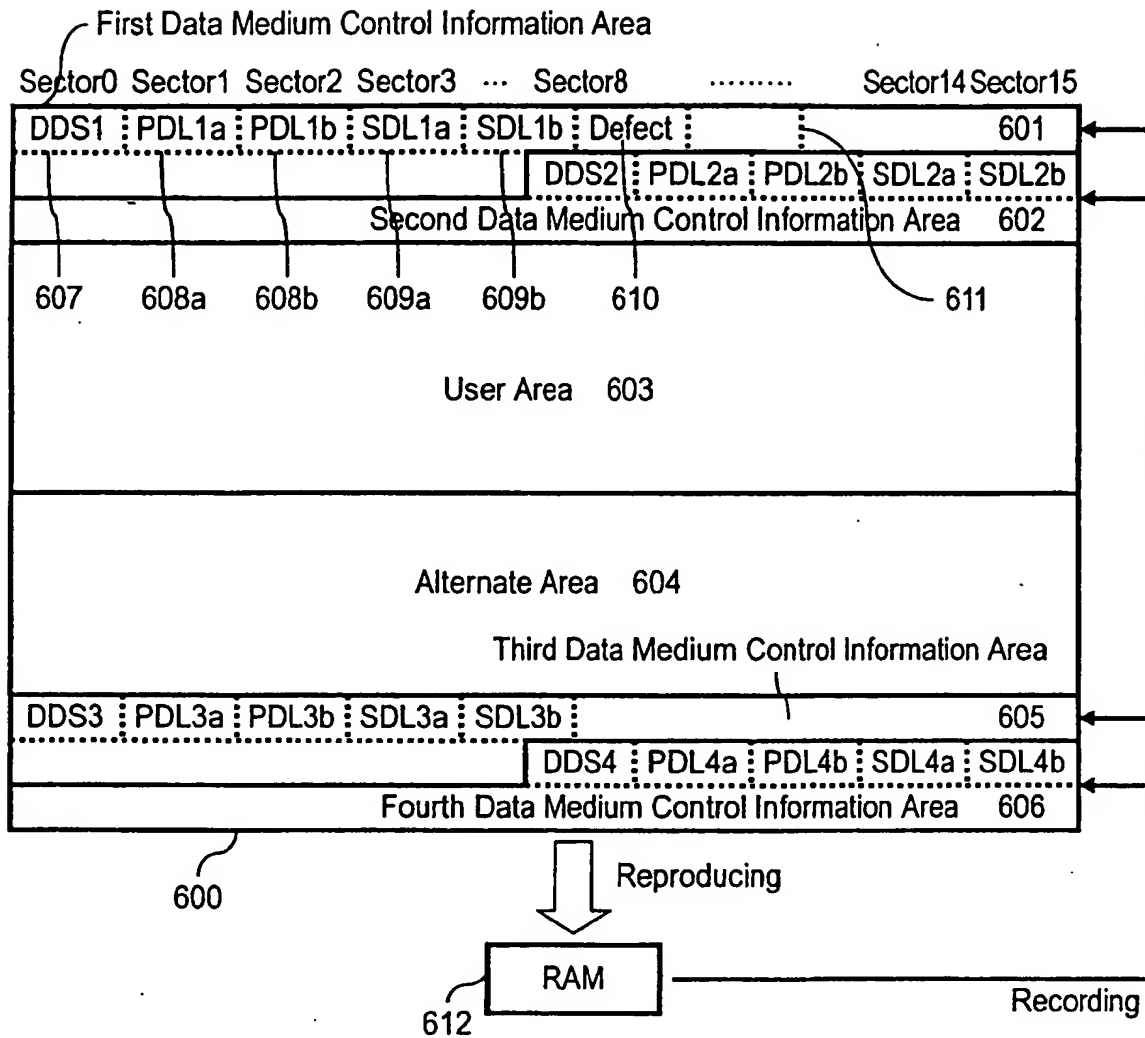 First Data Medium Control Information Area
Sector0 Sector1 Sector2 Sector3 ... Sector8 ......... Sector14 Sector15
DDS1 PDL1a PDL1b SDL1a SDL1b Defect 601
DDS2 PDL2a PDL2b SDL2a SDL2b
Second Data Medium Control Information Area 602
607 608a 608b 609a 609b 610 611
User Area 603
Alternate Area 604
Third Data Medium Control Information Area
DDS3 PDL3a PDL3b SDL3a SDL3b 605
DDS4 PDL4a PDL4b SDL4a SDL4b
Fourth Data Medium Control Information Area 606
600
Reproducing
RAM
612
Recording